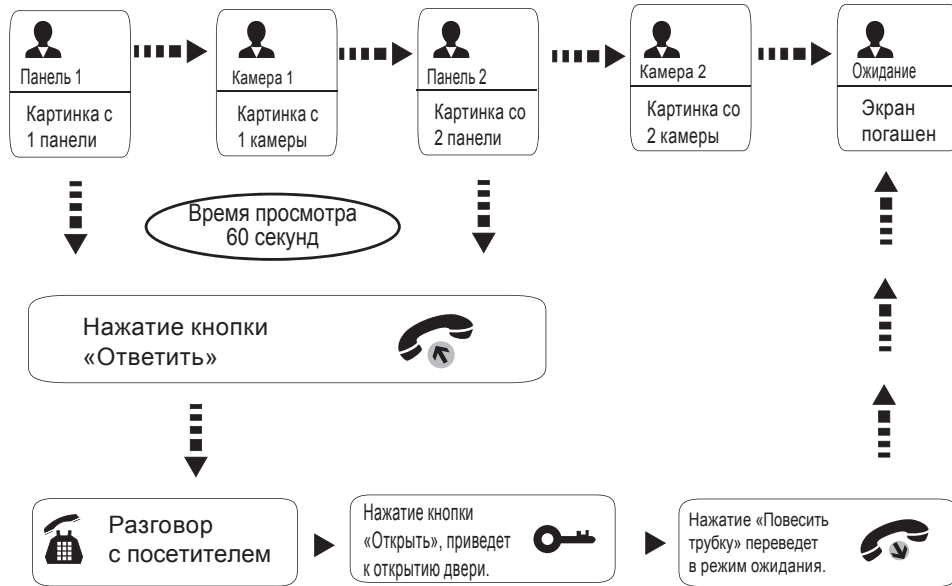 Панель 1
Картинка с
1 панели
Камера 1
Картинка с
1 камеры
Панель 2
Картинка со
2 панели
Камера 2
Картинка со
2 камеры
Ожидание
Экран
погашен
Время просмотра
60 секунд
Нажатие кнопки
«Ответить»
Разговор
с посетителем
Нажатие кнопки
«Открыть», приведет
к открытию двери.
Нажатие «Повесить
трубку» переведет
в режим ожидания.